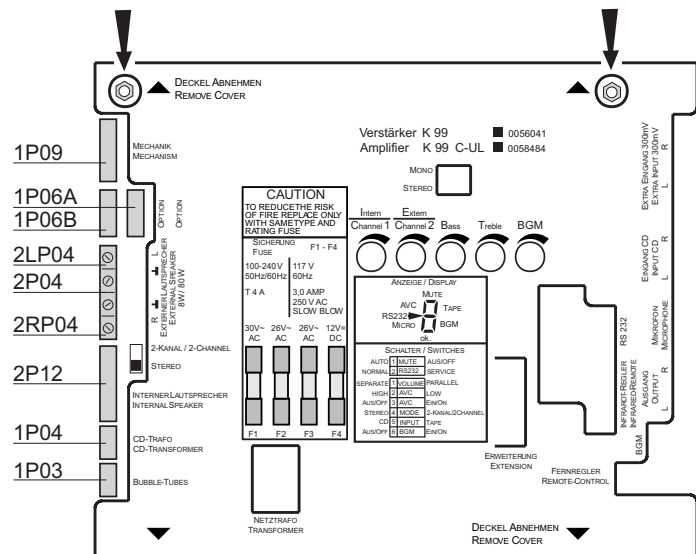 DECKEL ABNEHMEN
REMOVE COVER
Verstärker K 99 ■ 0056041
Amplifier K 99 C-UL ■ 0058484
MONO
STEREO
1P09
MECHANIK
MECHANISM
1P06A
1P06B
OPTION
OPTION
2LP04
2P04
2RP04
L
R
EXTERNER LAUTSPRECHER
EXTERNAL SPEAKER
8W/ 80 W
2-KANAL / 2-CHANNEL
STEREO
2P12
INTERNER LAUTSPRECHER
INTERNAL SPEAKER
1P04
CD-TRAFO
CD-TRANSFORMER
1P03
BUBBLE-TUBES
CAUTION
TO REDUCETHE RISK
OF FIRE REPLACE ONLY
WITH SAMETYPE AND
RATING FUSE
SICHERUNG F1 - F4
FUSE
100-240 V 117 V
50Hz/60Hz 60Hz
T 4 A 3,0 AMP
250 V AC
SLOW BLOW
30V~ 26V~ 26V~ 12V=
AC AC AC DC
F1 F2 F3 F4
NETZTRAFO
TRANSFORMER
Intern Extern
Channel 1 Channel 2 Bass Treble BGM
ANZEIGE / DISPLAY
MUTE
AVC TAPE
RS232
MICRO BGM
ok.
SCHALTER / SWITCHES
AUTO 1 MUTE AUS/OFF
NORMAL 2 RS232 SERVICE
SEPARATE 1 VOLUME PARALLEL
HIGH 2 AVC LOW
AUS/OFF 3 AVC EIN/ON
STEREO 4 MODE 2-KANAL/2CHANNEL
CD 5 INPUT TAPE
AUS/OFF 6 BGM EIN/ON
ERWEITERUNG
EXTENSION
FERNREGLER
REMOTE-CONTROL
RS 232
INFRAROT-REGLER
INFRARED REMOTE
BGM
EXTRA EINGANG 300mV
EXTRA INPUT 300mV
L R
EINGANG CD
INPUT CD
L R
MIKROFON
MICROPHONE
AUSGANG
OUTPUT
L R
DECKEL ABNEHMEN
REMOVE COVER